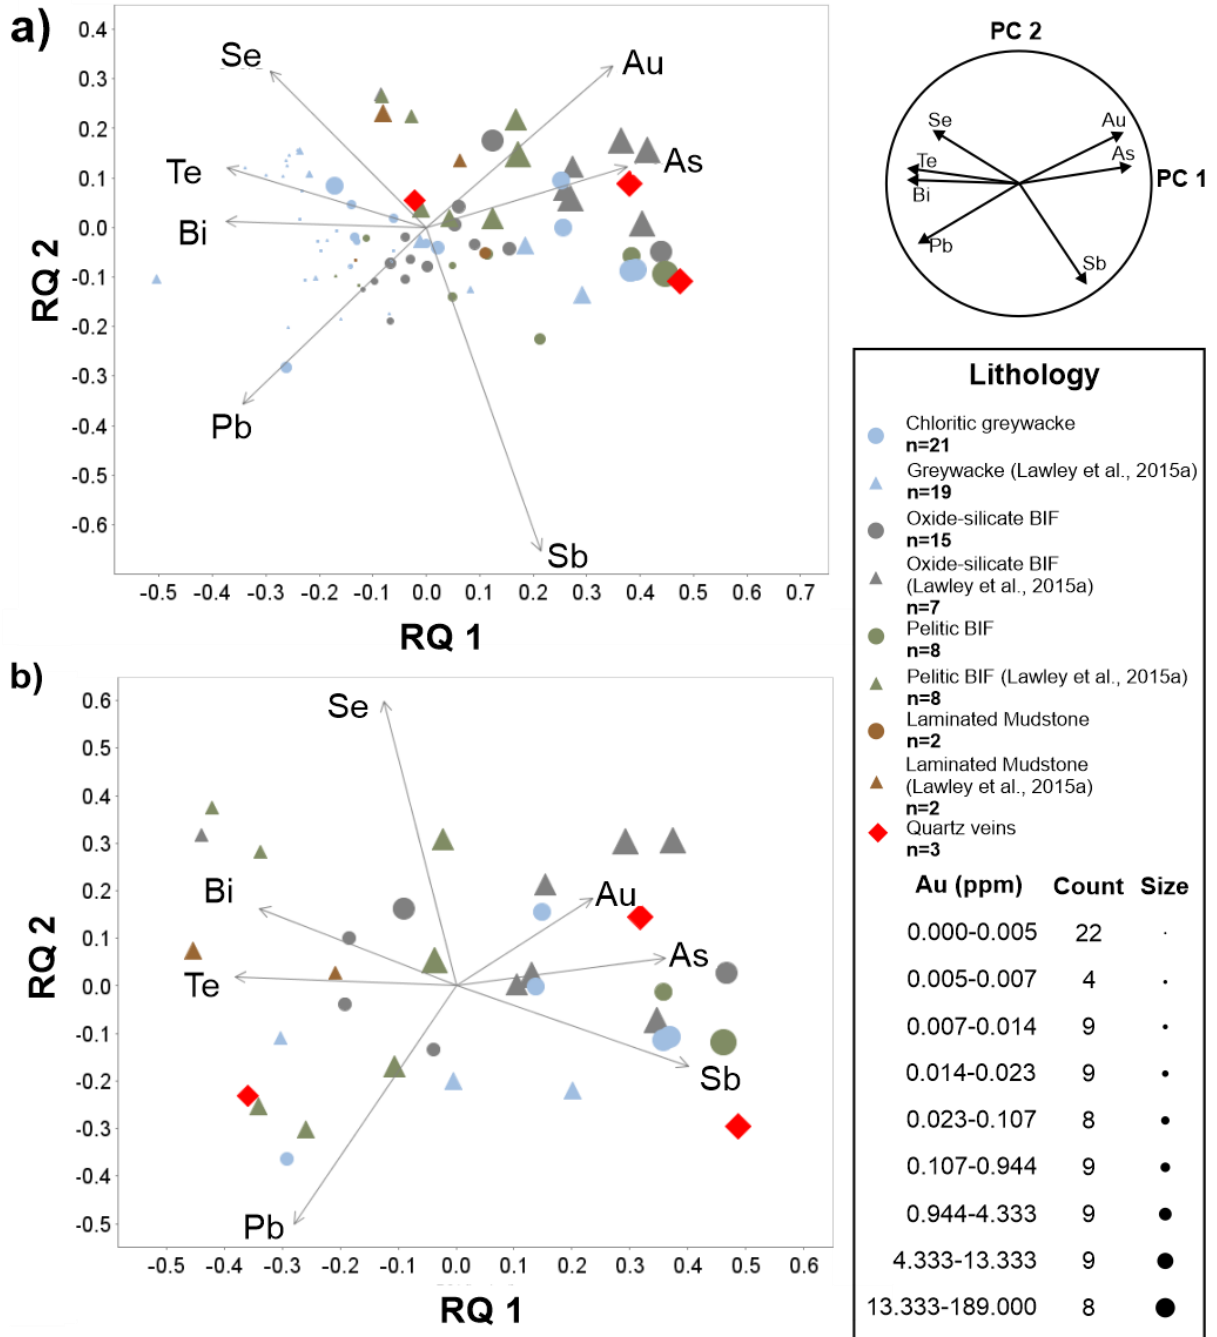 a)
0.4
0.3
0.2
0.1
0.0
-0.1
-0.2
-0.3
-0.4
-0.5
-0.6
RQ 2
Se
Au
Te
As
Bi
Pb
Sb
-0.5 -0.4 -0.3 -0.2 -0.1 0.0 0.1 0.2 0.3 0.4 0.5 0.6 0.7
RQ 1
PC 2
Se
Au
Te
As
PC 1
Bi
Pb
Sb
b)
0.6
0.5
0.4
0.3
0.2
0.1
0.0
-0.1
-0.2
-0.3
-0.4
-0.5
RQ 2
Se
Bi
Au
As
Te
Sb
Pb
-0.5 -0.4 -0.3 -0.2 -0.1 0.0 0.1 0.2 0.3 0.4 0.5 0.6
RQ 1
Lithology
Chloritic greywacke
n=21
Greywacke (Lawley et al., 2015a)
n=19
Oxide-silicate BIF
n=15
Oxide-silicate BIF
(Lawley et al., 2015a)
n=7
Pelitic BIF
n=8
Pelitic BIF (Lawley et al., 2015a)
n=8
Laminated Mudstone
n=2
Laminated Mudstone
(Lawley et al., 2015a)
n=2
Quartz veins
n=3
Au (ppm) Count Size
0.000-0.005 22
0.005-0.007 4
0.007-0.014 9
0.014-0.023 9
0.023-0.107 8
0.107-0.944 9
0.944-4.333 9
4.333-13.333 9
13.333-189.000 8